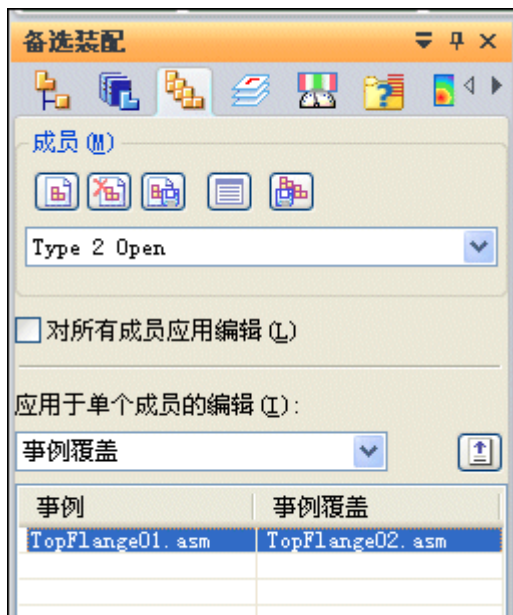 备选装配
成员(M)
Type 2 Open
对所有成员应用编辑(L)
应用于单个成员的编辑(I):
事例覆盖
事例 事例覆盖
TopFlange01.asm TopFlange02.asm